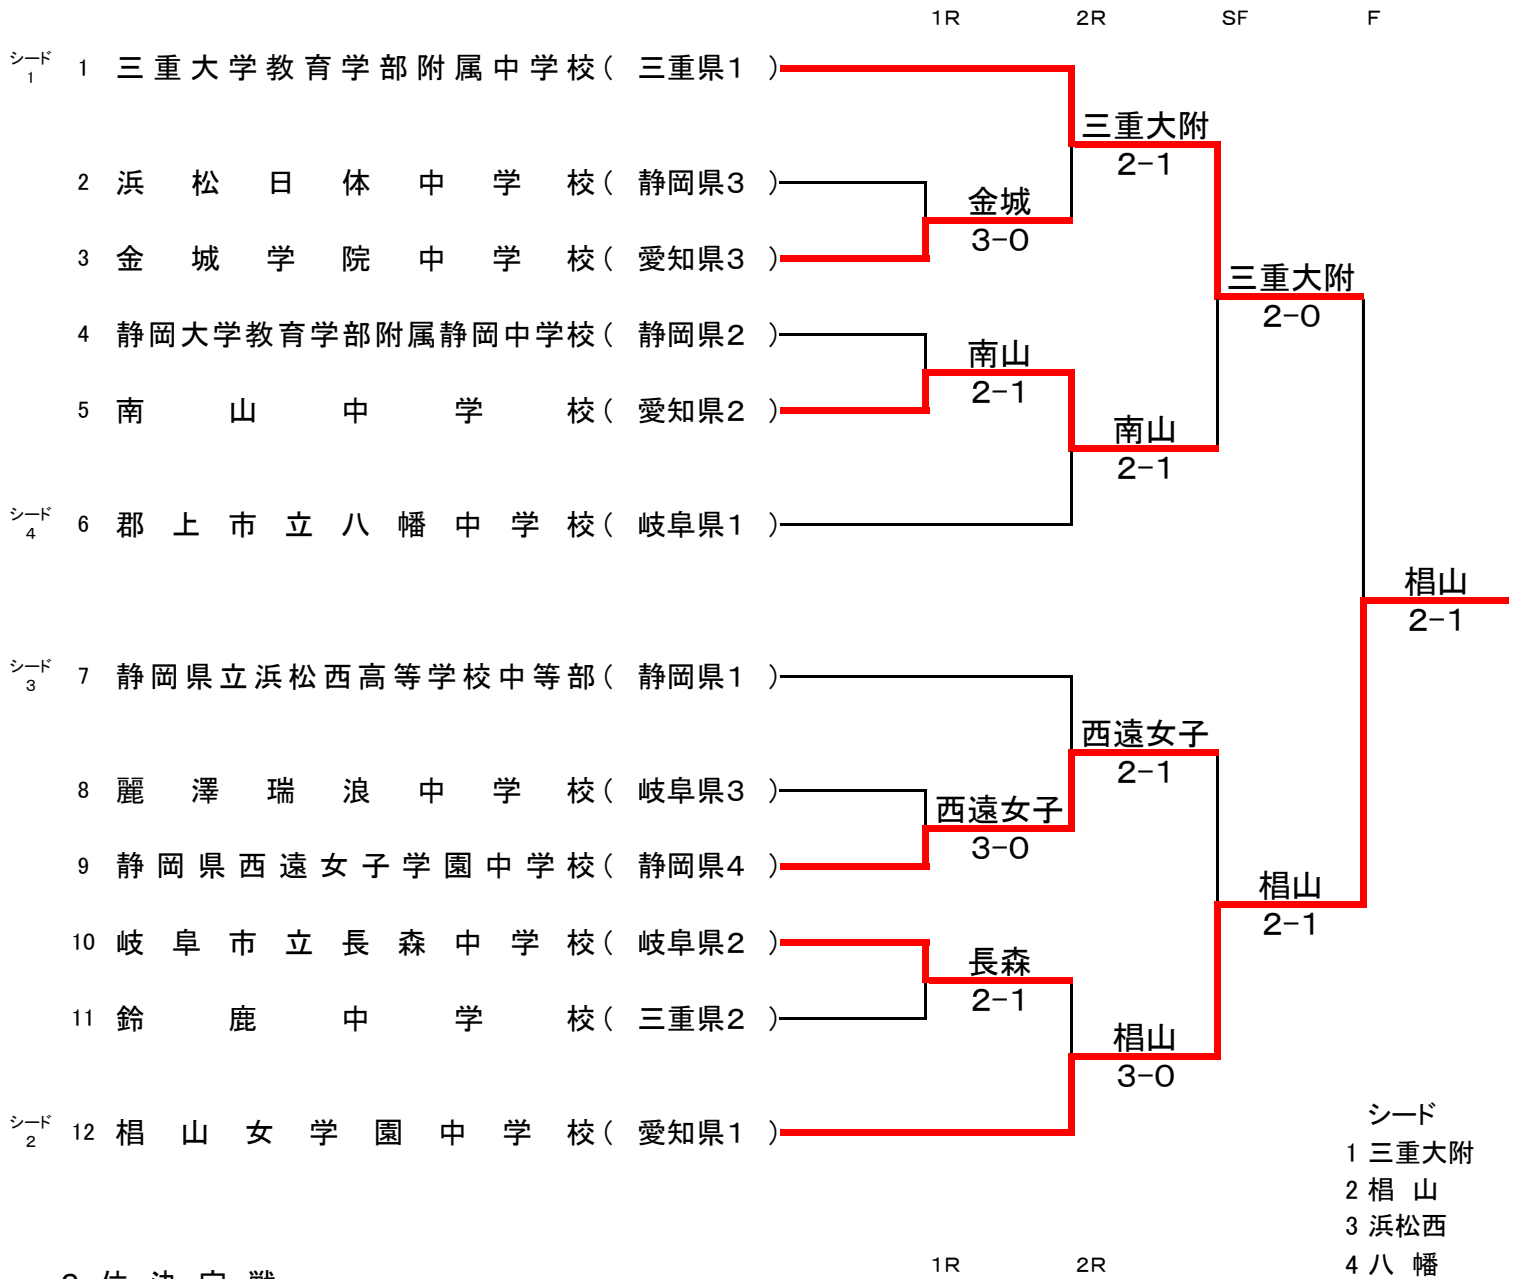 1R 2R SF F
シード1 1 三重大学教育学部附属中学校( 三重県1 )
三重大附
2-1
2 浜松日体中学校( 静岡県3 )
金城
3-0
3 金城学院中学校( 愛知県3 )
三重大附
2-0
4 静岡大学教育学部附属静岡中学校( 静岡県2 )
南山
2-1
5 南山中学校( 愛知県2 )
南山
2-1
シード4 6 郡上市立八幡中学校( 岐阜県1 )
椙山
2-1
シード3 7 静岡県立浜松西高等学校中等部( 静岡県1 )
西遠女子
2-1
8 麗澤瑞浪中学校( 岐阜県3 )
西遠女子
3-0
9 静岡県西遠女子学園中学校( 静岡県4 )
椙山
2-1
10 岐阜市立長森中学校( 岐阜県2 )
長森
2-1
11 鈴鹿中学校( 三重県2 )
椙山
3-0
シード2 12 椙山女学園中学校( 愛知県1 )
シード
1 三重大附
2 椙 山
3 浜松西
4 八 幡
1R 2R